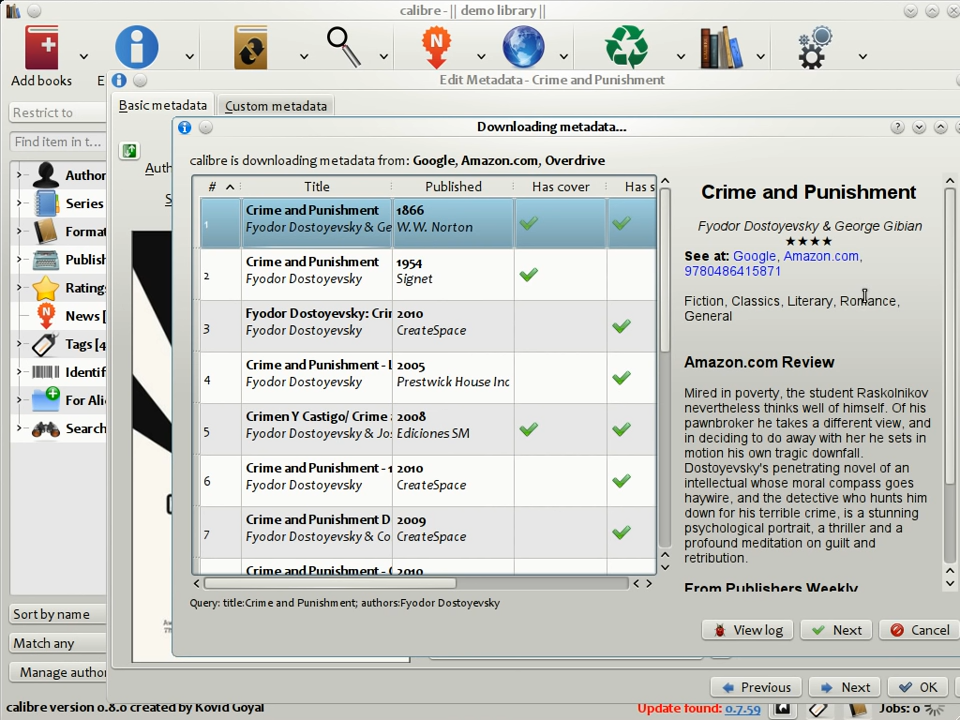 calibre - || demo library ||
Add books
E
Edit Metadata - Crime and Punishment
Restrict to
Basic metadata
Custom metadata
Downloading metadata...
Find item in t...
calibre is downloading metadata from: Google, Amazon.com, Overdrive
Author
Series
Format
Publish
Ratings
News [
Tags [4
Identif
For Alic
Search
Auth
S
# Title Published Has cover Has s
1 Crime and Punishment 1866
Fyodor Dostoyevsky & Ge W.W. Norton
2 Crime and Punishment 1954
Fyodor Dostoyevsky Signet
3 Fyodor Dostoyevsky: Crin 2010
Fyodor Dostoyevsky CreateSpace
4 Crime and Punishment - L 2005
Fyodor Dostoyevsky Prestwick House Inc
5 Crimen Y Castigo/ Crime 2008
Fyodor Dostoyevsky & Jos Ediciones SM
6 Crime and Punishment - 1 2010
Fyodor Dostoyevsky CreateSpace
7 Crime and Punishment D 2009
Fyodor Dostoyevsky & Co CreateSpace
Crime and Punishment - 2010
Query: title:Crime and Punishment; authors:Fyodor Dostoyevsky
Crime and Punishment
Fyodor Dostoyevsky & George Gibian
★★★★
See at: Google, Amazon.com,
9780486415871
Fiction, Classics, Literary, Romance,
General
Amazon.com Review
Mired in poverty, the student Raskolnikov
nevertheless thinks well of himself. Of his
pawnbroker he takes a different view, and
in deciding to do away with her he sets in
motion his own tragic downfall.
Dostoyevsky's penetrating novel of an
intellectual whose moral compass goes
haywire, and the detective who hunts him
down for his terrible crime, is a stunning
psychological portrait, a thriller and a
profound meditation on guilt and
retribution.
From Publishers Weekly
View log
Next
Cancel
Sort by name
Match any
Manage author
Previous
Next
OK
calibre version 0.8.0 created by Kovid Goyal
Update found: 0.7.59
Jobs: 0